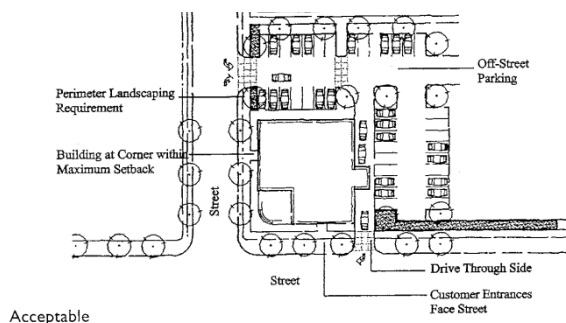 Off-Street
Parking
Perimeter Landscaping
Requirement
Building at Corner within
Maximum Setback
Street
Drive Through Side
Street
Customer Entrances
Face Street
Acceptable